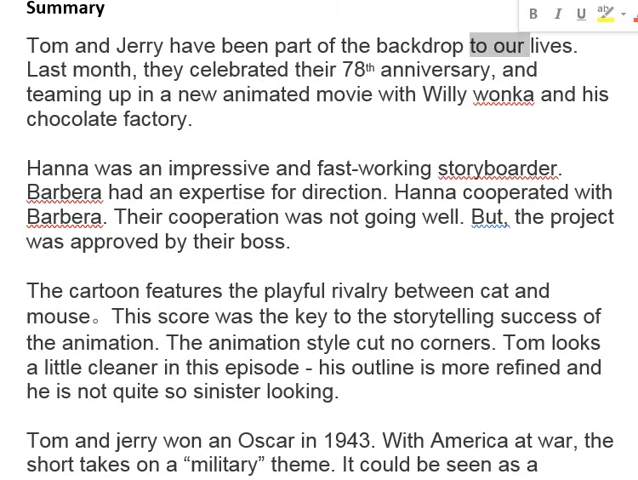 Summary
B I U ab
Tom and Jerry have been part of the backdrop to our lives.
Last month, they celebrated their 78th anniversary, and
teaming up in a new animated movie with Willy wonka and his
chocolate factory.
Hanna was an impressive and fast-working storyboarder.
Barbera had an expertise for direction. Hanna cooperated with
Barbera. Their cooperation was not going well. But, the project
was approved by their boss.
The cartoon features the playful rivalry between cat and
mouse。This score was the key to the storytelling success of
the animation. The animation style cut no corners. Tom looks
a little cleaner in this episode - his outline is more refined and
he is not quite so sinister looking.
Tom and jerry won an Oscar in 1943. With America at war, the
short takes on a “military” theme. It could be seen as a